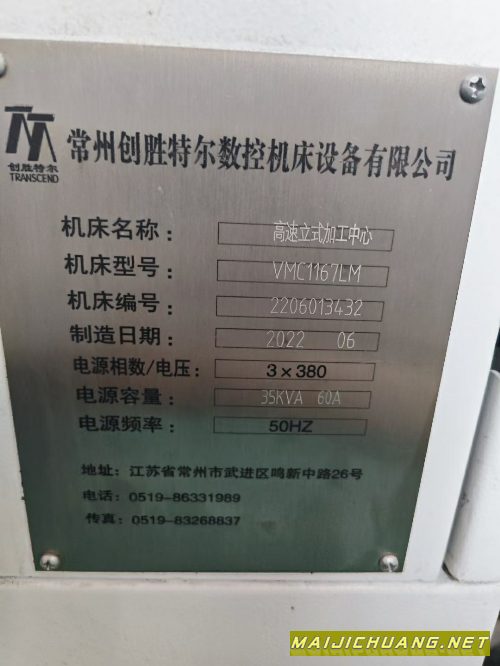 创胜特尔
TRANSCEND
常州创胜特尔数控机床设备有限公司
机床名称：高速立式加工中心
机床型号：VMC1167LM
机床编号：2206013432
制造日期：2022 06
电源相数/电压：3×380
电源容量：35KVA 60A
电源频率：50HZ
地址：江苏省常州市武进区鸣新中路26号
电话：0519-86331989
传真：0519-83268837
MAIJICHUANG.NET